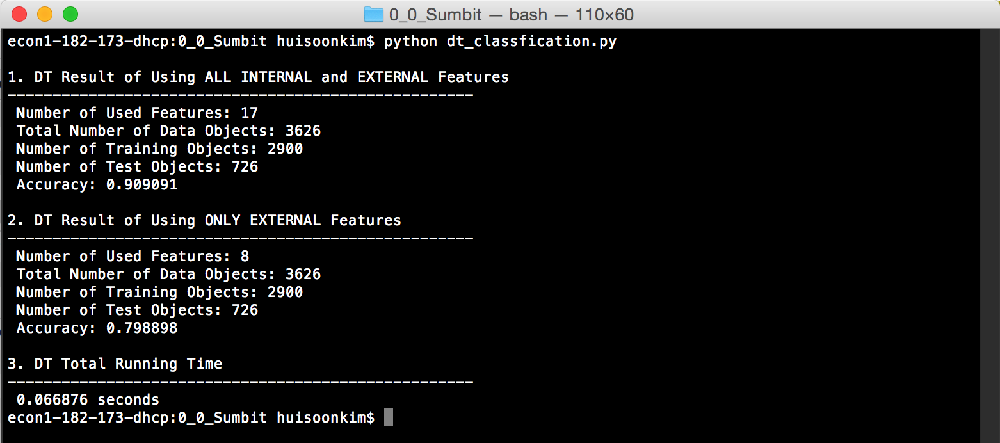 0_0_Sumbit — bash — 110×60
econ1-182-173-dhcp:0_0_Sumbit huisoonkim$ python dt_classfication.py
1. DT Result of Using ALL INTERNAL and EXTERNAL Features
----------------------------------------------------
Number of Used Features: 17
Total Number of Data Objects: 3626
Number of Training Objects: 2900
Number of Test Objects: 726
Accuracy: 0.909091
2. DT Result of Using ONLY EXTERNAL Features
----------------------------------------------------
Number of Used Features: 8
Total Number of Data Objects: 3626
Number of Training Objects: 2900
Number of Test Objects: 726
Accuracy: 0.798898
3. DT Total Running Time
----------------------------------------------------
0.066876 seconds
econ1-182-173-dhcp:0_0_Sumbit huisoonkim$